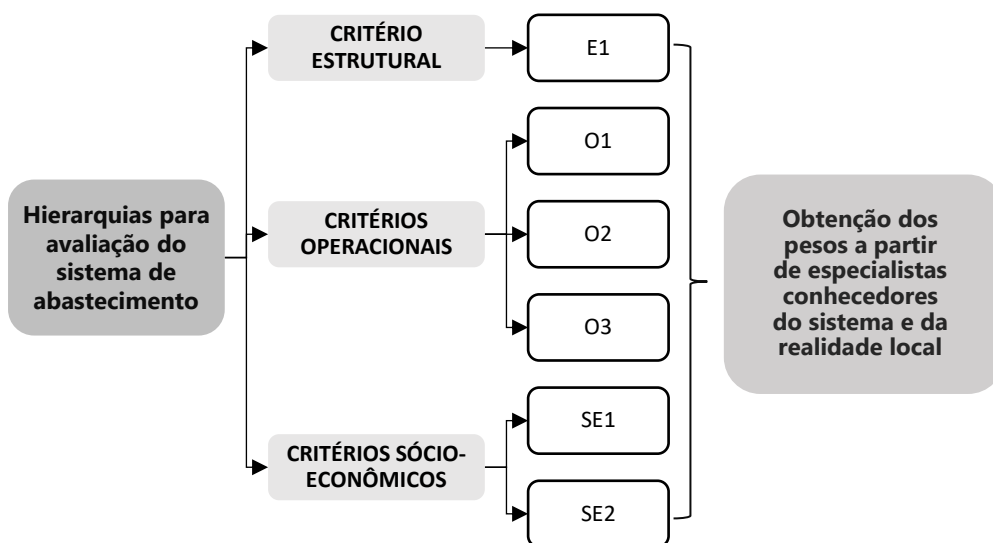 Hierarquias para
avaliação do
sistema de
abastecimento
CRITÉRIO
ESTRUTURAL
E1
CRITÉRIOS
OPERACIONAIS
O1
O2
O3
CRITÉRIOS SÓCIO-
ECONÔMICOS
SE1
SE2
Obtenção dos
pesos a partir
de especialistas
conhecedores
do sistema e da
realidade local